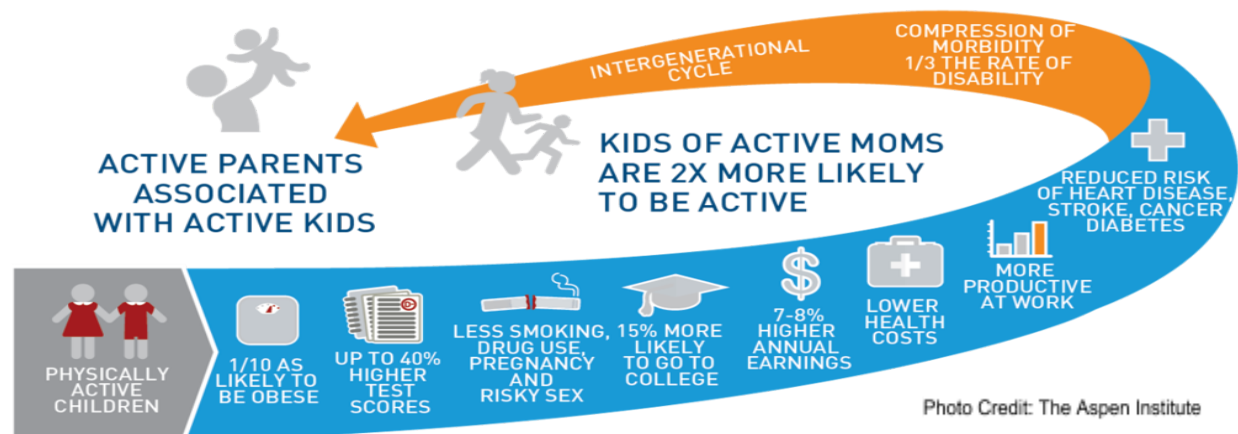 PHYSICALLY
ACTIVE
CHILDREN
1/10 AS
LIKELY TO
BE OBESE
UP TO 40%
HIGHER
TEST
SCORES
LESS SMOKING,
DRUG USE,
PREGNANCY
AND
RISKY SEX
15% MORE
LIKELY
TO GO TO
COLLEGE
7-8%
HIGHER
ANNUAL
EARNINGS
LOWER
HEALTH
COSTS
MORE
PRODUCTIVE
AT WORK
REDUCED RISK
OF HEART DISEASE,
STROKE, CANCER
DIABETES
COMPRESSION OF
MORBIDITY
1/3 THE RATE OF
DISABILITY
INTERGENERATIONAL
CYCLE
KIDS OF ACTIVE MOMS
ARE 2X MORE LIKELY
TO BE ACTIVE
ACTIVE PARENTS
ASSOCIATED
WITH ACTIVE KIDS
Photo Credit: The Aspen Institute